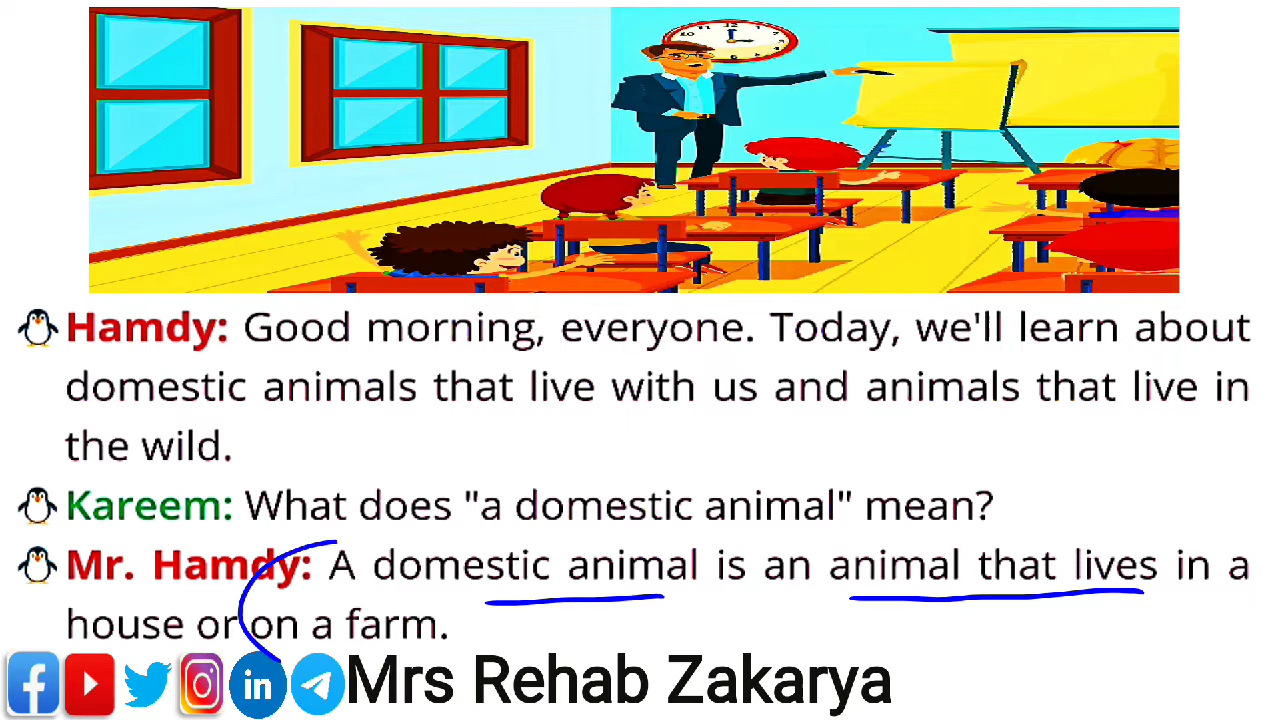 Hamdy: Good morning, everyone. Today, we'll learn about
domestic animals that live with us and animals that live in
the wild.
Kareem: What does "a domestic animal" mean?
Mr. Hamdy: A domestic animal is an animal that lives in a
house or on a farm.
Mrs Rehab Zakarya